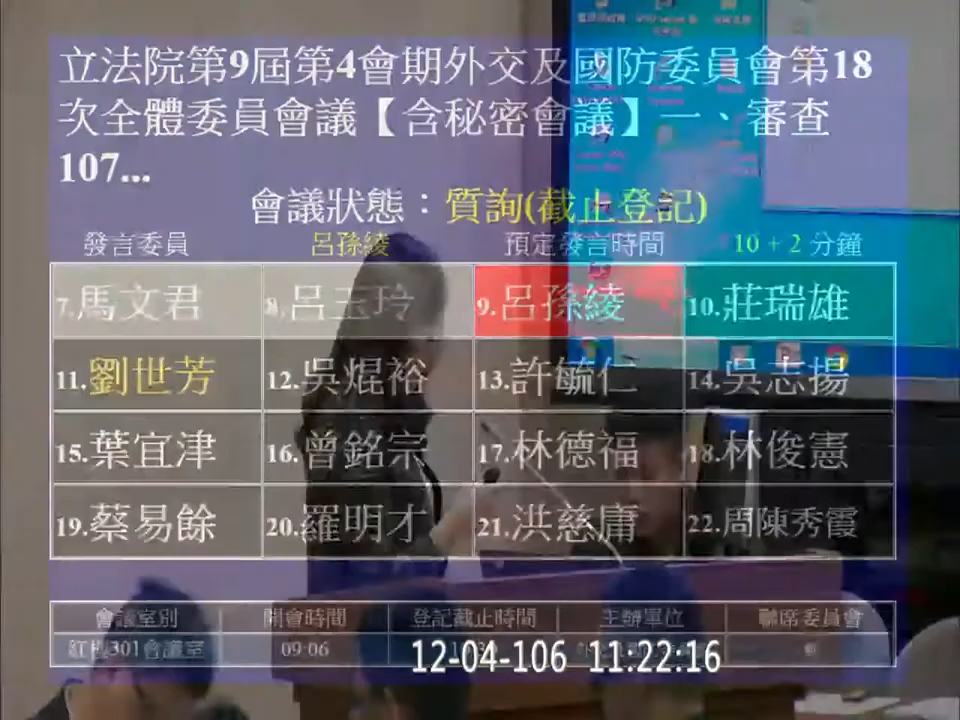 立法院第9屆第4會期外交及國防委員會第18
次全體委員會議【含秘密會議】一、審查
107...
會議狀態：質詢(截止登記)
發言委員 呂孫綾 預定發言時間 10 + 2 分鐘
7.馬文君 8.呂玉玲 9.呂孫綾 10.莊瑞雄
11.劉世芳 12.吳焜裕 13.許毓仁 14.吳志揚
15.葉宜津 16.曾銘宗 17.林德福 18.林俊憲
19.蔡易餘 20.羅明才 21.洪慈庸 22.周陳秀霞
會議室別 開會時間 登記截止時間 主辦單位 聯席委員會
紅樓301會議室 09:06
12-04-106 11:22:16